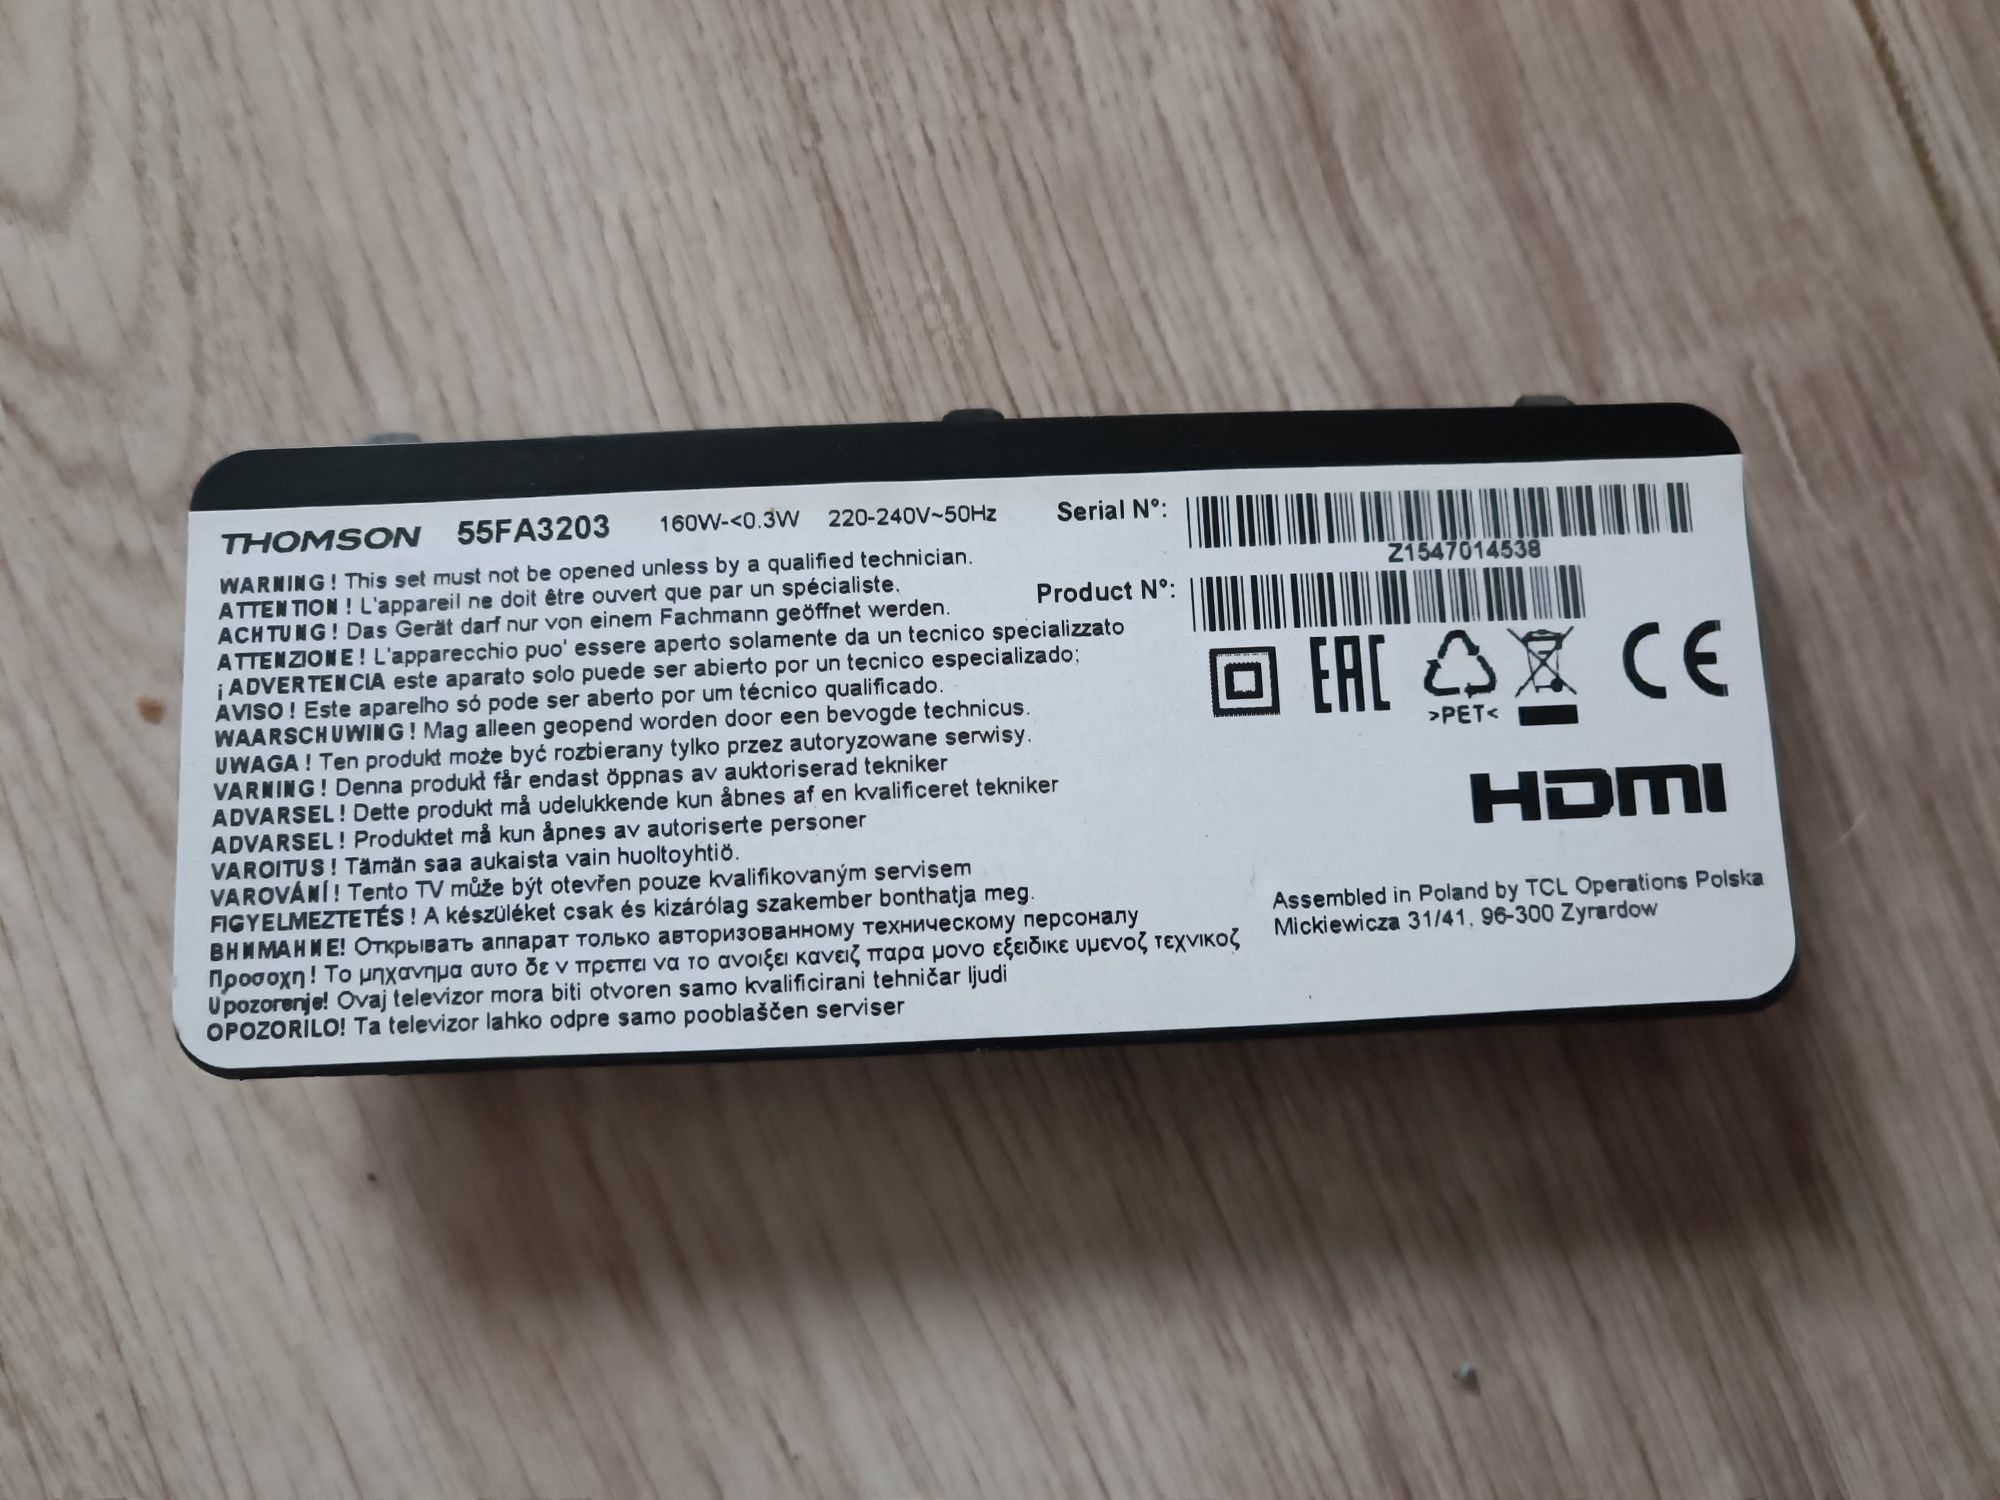 THOMSON 55FA3203 160W-<0.3W 220-240V~50Hz
WARNING! This set must not be opened unless by a qualified technician.
ATTENTION! L'appareil ne doit être ouvert que par un spécialiste.
ACHTUNG! Das Gerät darf nur von einem Fachmann geöffnet werden.
ATTENZIONE! L'apparecchio puo' essere aperto solamente da un tecnico specializzato
¡ADVERTENCIA este aparato solo puede ser abierto por un tecnico especializado;
AVISO! Este aparelho só pode ser aberto por um técnico qualificado.
WAARSCHUWING! Mag alleen geopend worden door een bevogde technicus.
UWAGA! Ten produkt może być rozbierany tylko przez autoryzowane serwisy.
VARNING! Denna produkt får endast öppnas av auktoriserad tekniker
ADVARSEL! Dette produkt må udelukkende kun åbnes af en kvalificeret tekniker
ADVARSEL! Produktet må kun åpnes av autoriserte personer
VAROITUS! Tämän saa aukaista vain huoltoyhtiö.
VAROVÁNÍ! Tento TV může být otevřen pouze kvalifikovaným servisem
FIGYELMEZTETÉS! A készüléket csak és kizárólag szakember bonthatja meg.
ВНИМАНИЕ! Открывать аппарат только авторизованному техническому персоналу
Προσοχη! Το μηχανημα αυτο δε ν πρεπει να το ανοιξει κανειζ παρα μονο εξειδικε υμενοζ τεχνικοζ
Upozorenje! Ovaj televizor mora biti otvoren samo kvalificirani tehničar ljudi
OPOZORILO! Ta televizor lahko odpre samo pooblaščen serviser
Serial Nº:
Z1547014538
Product Nº:
EAC
>PET<
CE
HDMI
Assembled in Poland by TCL Operations Polska
Mickiewicza 31/41, 96-300 Zyrardow